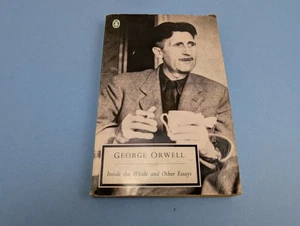 GEORGE ORWELL
Inside the Whale and Other Essays